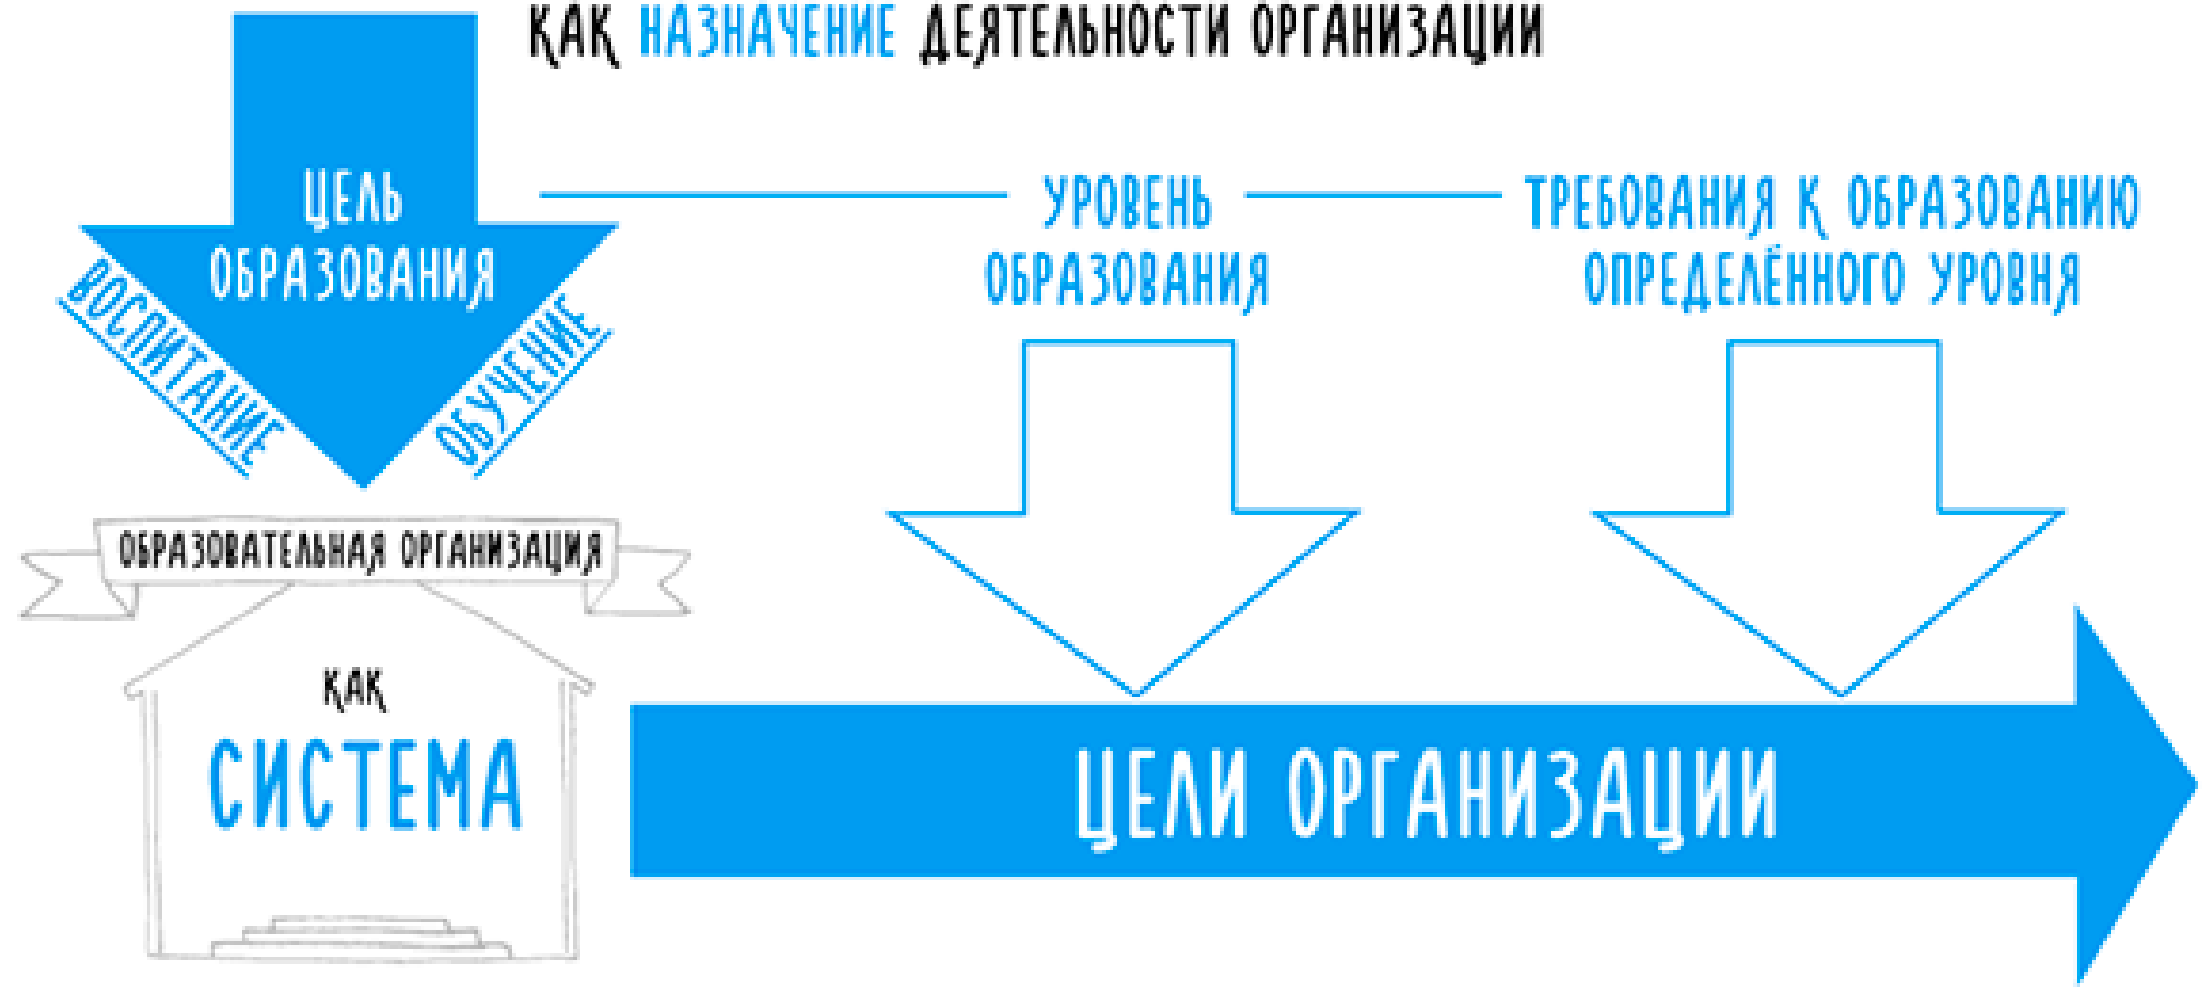 КАК НАЗНАЧЕНИЕ ДЕЯТЕЛЬНОСТИ ОРГАНИЗАЦИИ
ЦЕЛЬ
ОБРАЗОВАНИЯ
ВОСПИТАНИЕ
ОБУЧЕНИЕ
УРОВЕНЬ
ОБРАЗОВАНИЯ
ТРЕБОВАНИЯ К ОБРАЗОВАНИЮ
ОПРЕДЕЛЁННОГО УРОВНЯ
ОБРАЗОВАТЕЛЬНАЯ ОРГАНИЗАЦИЯ
КАК
СИСТЕМА
ЦЕЛИ ОРГАНИЗАЦИИ